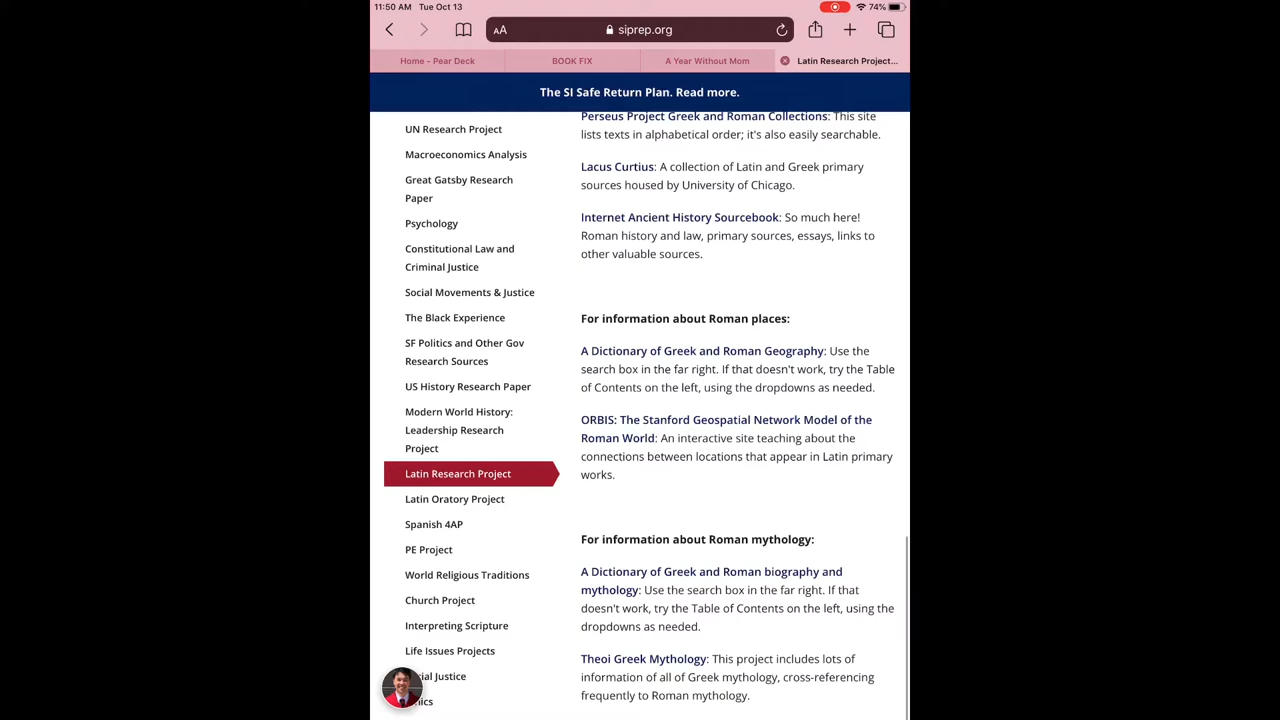 11:50 AM Tue Oct 13
74%
AA
siprep.org
Home - Pear Deck
BOOK FIX
A Year Without Mom
Latin Research Project...
The SI Safe Return Plan. Read more.
UN Research Project
Macroeconomics Analysis
Great Gatsby Research
Paper
Psychology
Constitutional Law and
Criminal Justice
Social Movements & Justice
The Black Experience
SF Politics and Other Gov
Research Sources
US History Research Paper
Modern World History:
Leadership Research
Project
Latin Research Project
Latin Oratory Project
Spanish 4AP
PE Project
World Religious Traditions
Church Project
Interpreting Scripture
Life Issues Projects
Justice
Perseus Project Greek and Roman Collections: This site
lists texts in alphabetical order; it's also easily searchable.
Lacus Curtius: A collection of Latin and Greek primary
sources housed by University of Chicago.
Internet Ancient History Sourcebook: So much here!
Roman history and law, primary sources, essays, links to
other valuable sources.
For information about Roman places:
A Dictionary of Greek and Roman Geography: Use the
search box in the far right. If that doesn't work, try the Table
of Contents on the left, using the dropdowns as needed.
ORBIS: The Stanford Geospatial Network Model of the
Roman World: An interactive site teaching about the
connections between locations that appear in Latin primary
works.
For information about Roman mythology:
A Dictionary of Greek and Roman biography and
mythology: Use the search box in the far right. If that
doesn't work, try the Table of Contents on the left, using the
dropdowns as needed.
Theoi Greek Mythology: This project includes lots of
information of all of Greek mythology, cross-referencing
frequently to Roman mythology.